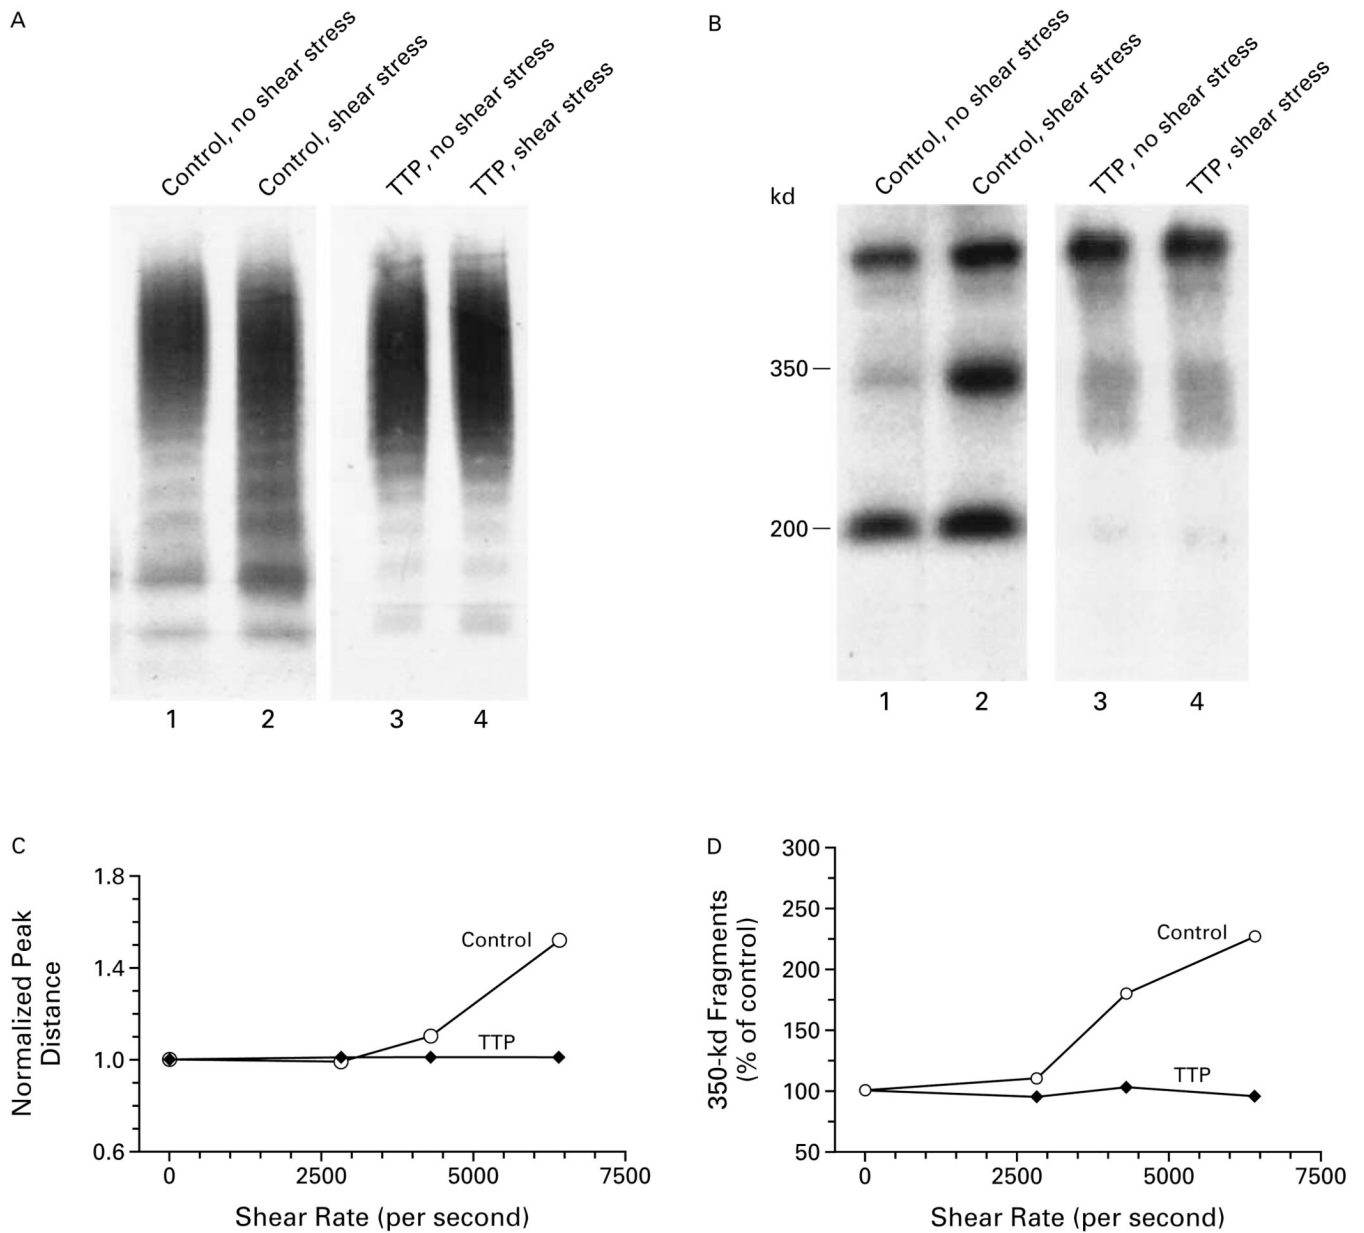 A
Control, no shear stress
Control, shear stress
TTP, no shear stress
TTP, shear stress
1 2 3 4
B
Control, no shear stress
Control, shear stress
TTP, no shear stress
TTP, shear stress
kd
350
200
1 2 3 4
C
Normalized Peak
Distance
1.8
1.4
1.0
0.6
Control
TTP
0 2500 5000 7500
Shear Rate (per second)
D
350-kd Fragments
(% of control)
300
250
200
150
100
50
Control
TTP
0 2500 5000 7500
Shear Rate (per second)